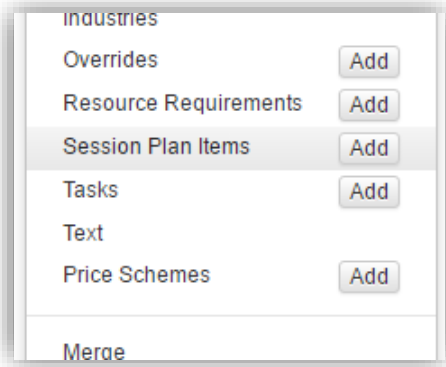 Industries
Overrides Add
Resource Requirements Add
Session Plan Items Add
Tasks Add
Text
Price Schemes Add
Merge